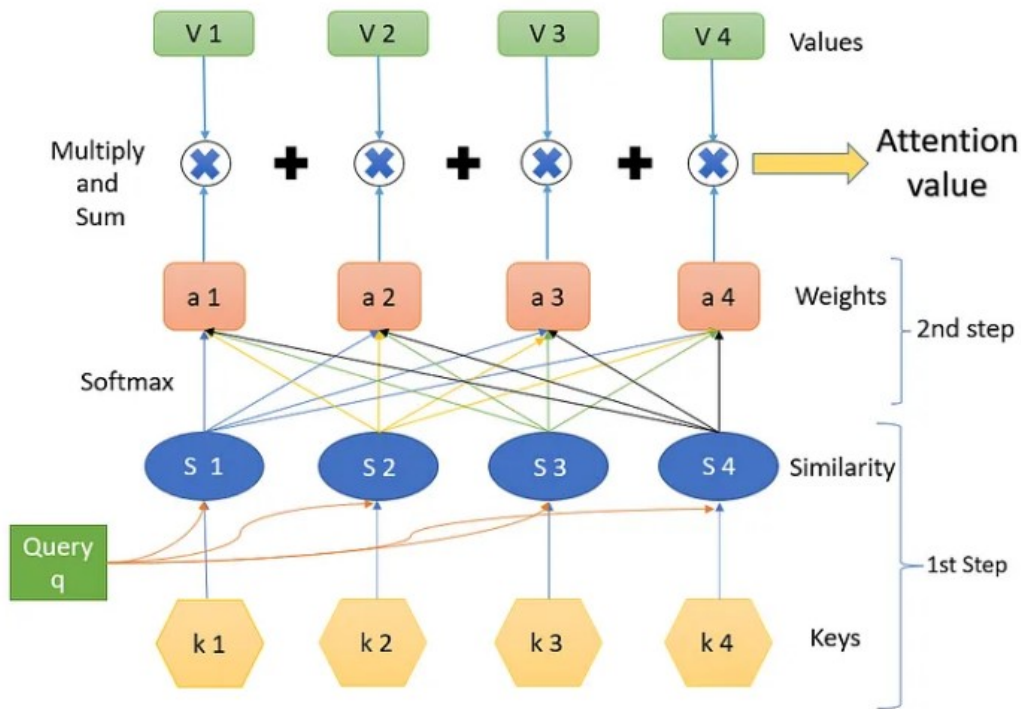 V 1
V 2
V 3
V 4
Values
Multiply
and
Sum
Attention
value
a 1
a 2
a 3
a 4
Weights
2nd step
Softmax
S 1
S 2
S 3
S 4
Similarity
Query
q
1st Step
k 1
k 2
k 3
k 4
Keys